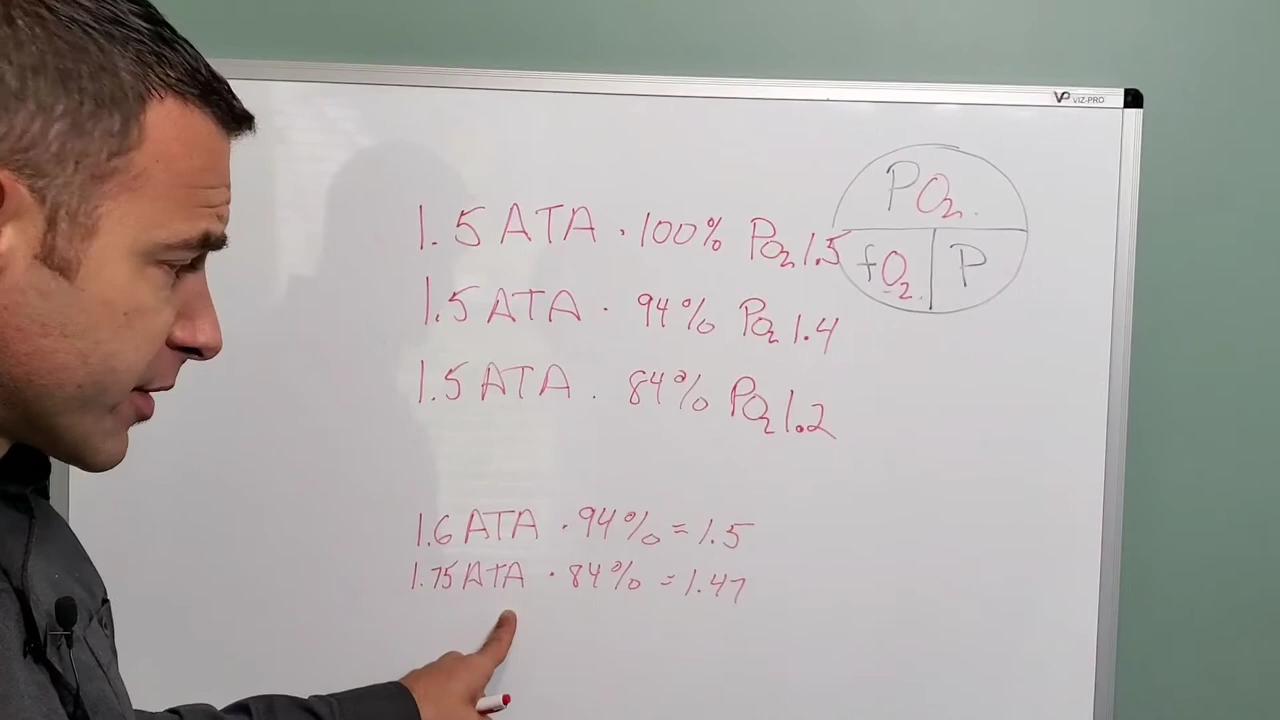 VP VIZ-PRO
PO2.
fO2. P
1.5 ATA · 100% PO2 1.5
1.5 ATA · 94% PO2 1.4
1.5 ATA · 84% PO2 1.2
1.6 ATA · 94% = 1.5
1.75 ATA · 84% = 1.47